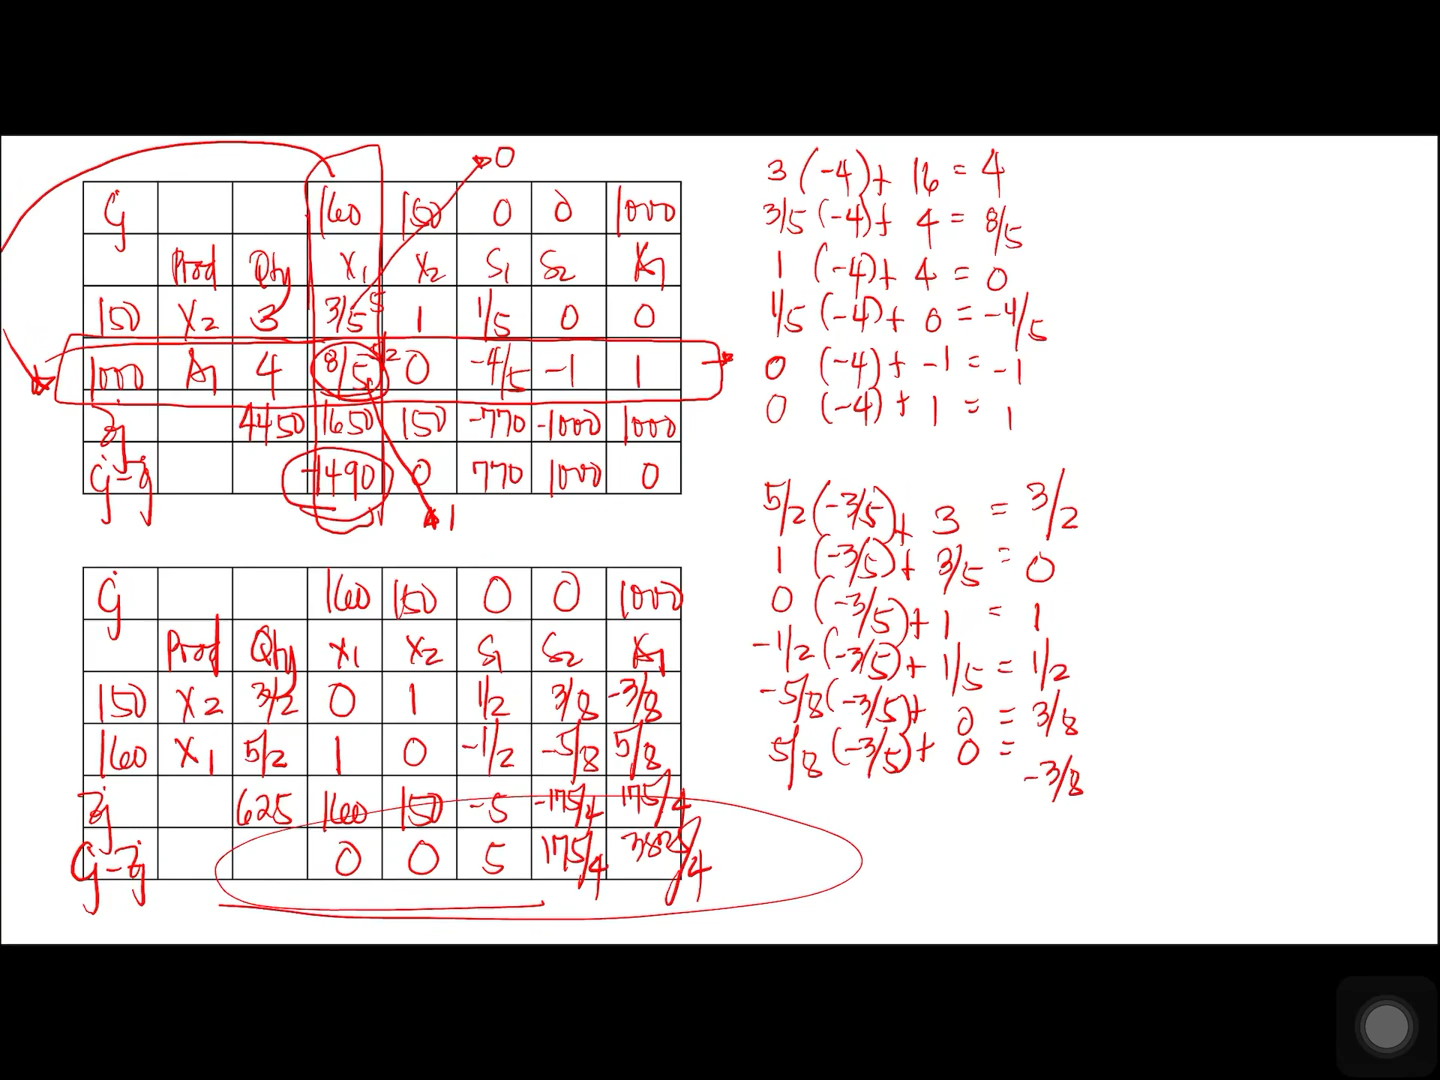 0
Cj 160 150 0 0 1000
Prod Qty X1 X2 S1 S2 A1
150 X2 3 3/5 5 1 1/5 0 0
1000 A1 4 8/5 2 0 -4/5 -1 1
Zj 4450 1650 150 -770 -1000 1000
Cj-Zj -1490 0 770 1000 0
1
Cj 160 150 0 0 1000
Prod Qty X1 X2 S1 S2 A1
150 X2 3/2 0 1 1/2 3/8 -3/8
160 X1 5/2 1 0 -1/2 -5/8 5/8
Zj 625 160 150 -5 -175/4 175/4
Cj-Zj 0 0 5 175/4 3825/4
3 (-4) + 16 = 4
3/5 (-4) + 4 = 8/5
1 (-4) + 4 = 0
1/5 (-4) + 0 = -4/5
0 (-4) + -1 = -1
0 (-4) + 1 = 1
5/2 (-3/5) + 3 = 3/2
1 (-3/5) + 3/5 = 0
0 (-3/5) + 1 = 1
-1/2 (-3/5) + 1/5 = 1/2
-5/8 (-3/5) + 0 = 3/8
5/8 (-3/5) + 0 = -3/8